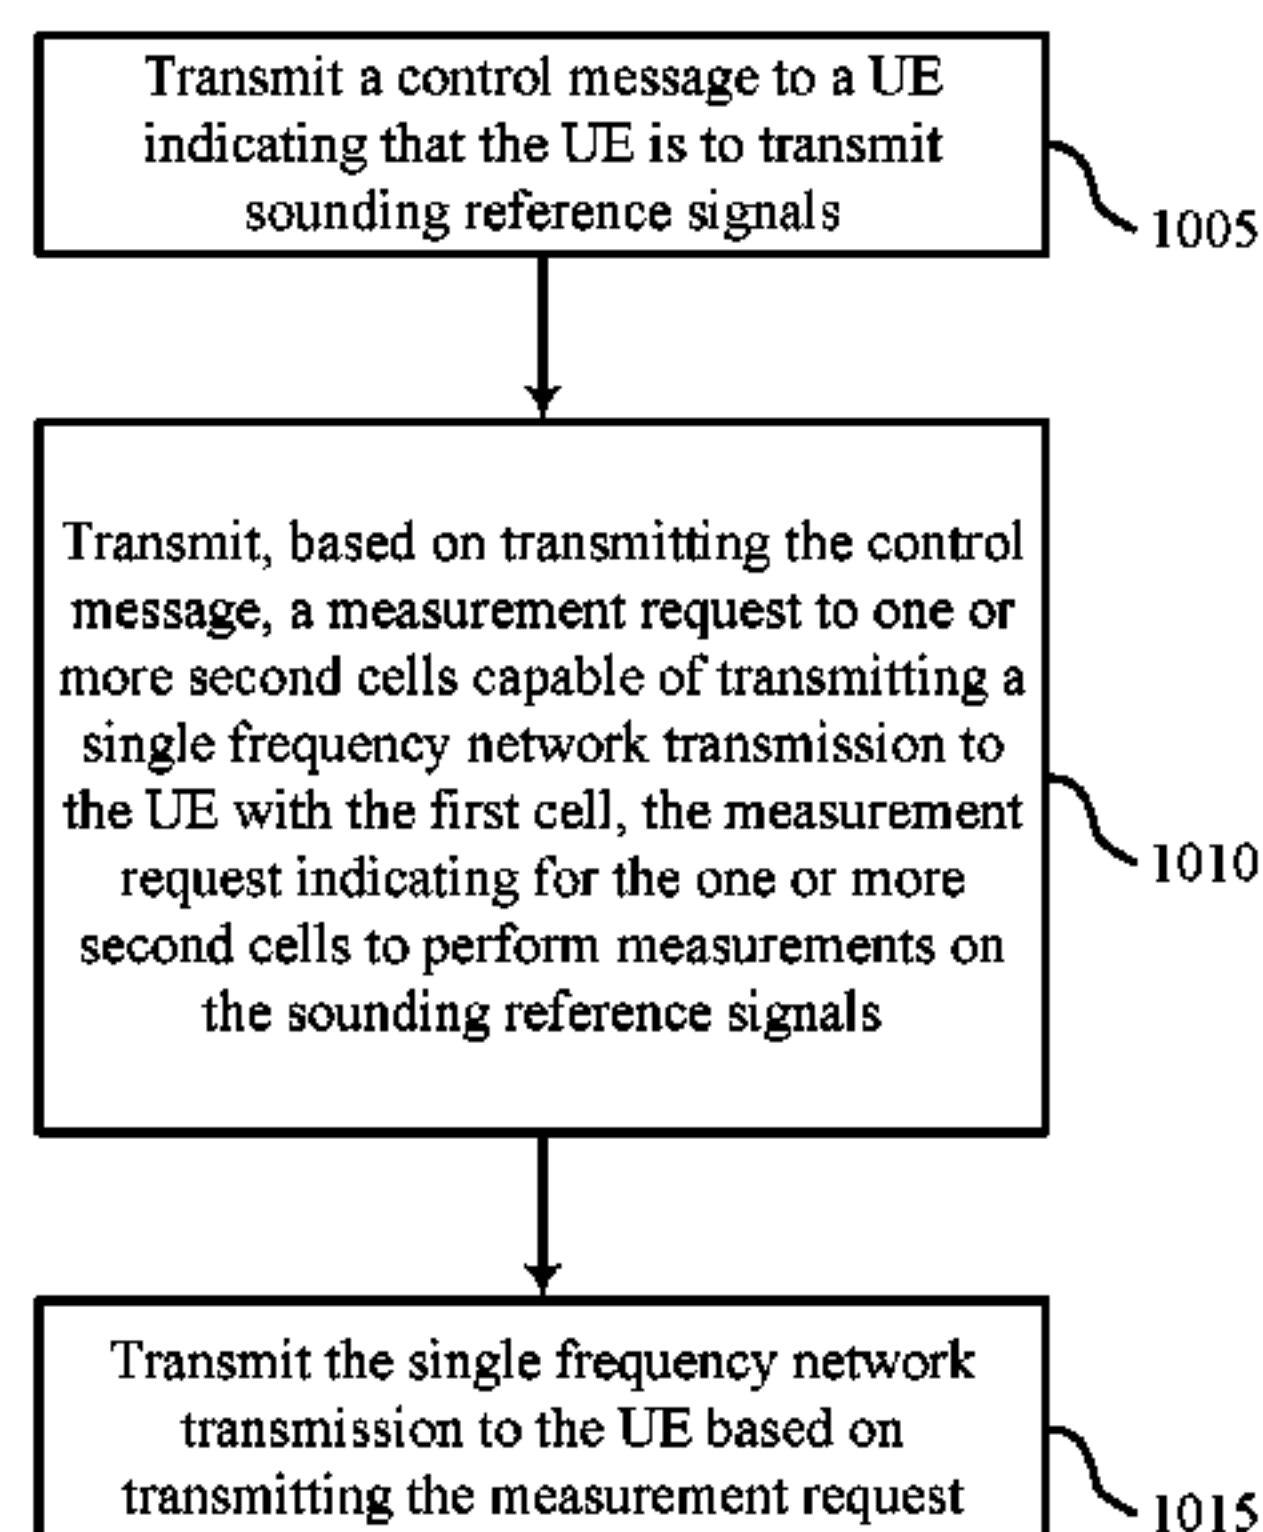 Transmit a control message to a UE
indicating that the UE is to transmit
sounding reference signals
1005
Transmit, based on transmitting the control
message, a measurement request to one or
more second cells capable of transmitting a
single frequency network transmission to
the UE with the first cell, the measurement
request indicating for the one or more
second cells to perform measurements on
the sounding reference signals
1010
Transmit the single frequency network
transmission to the UE based on
transmitting the measurement request
1015